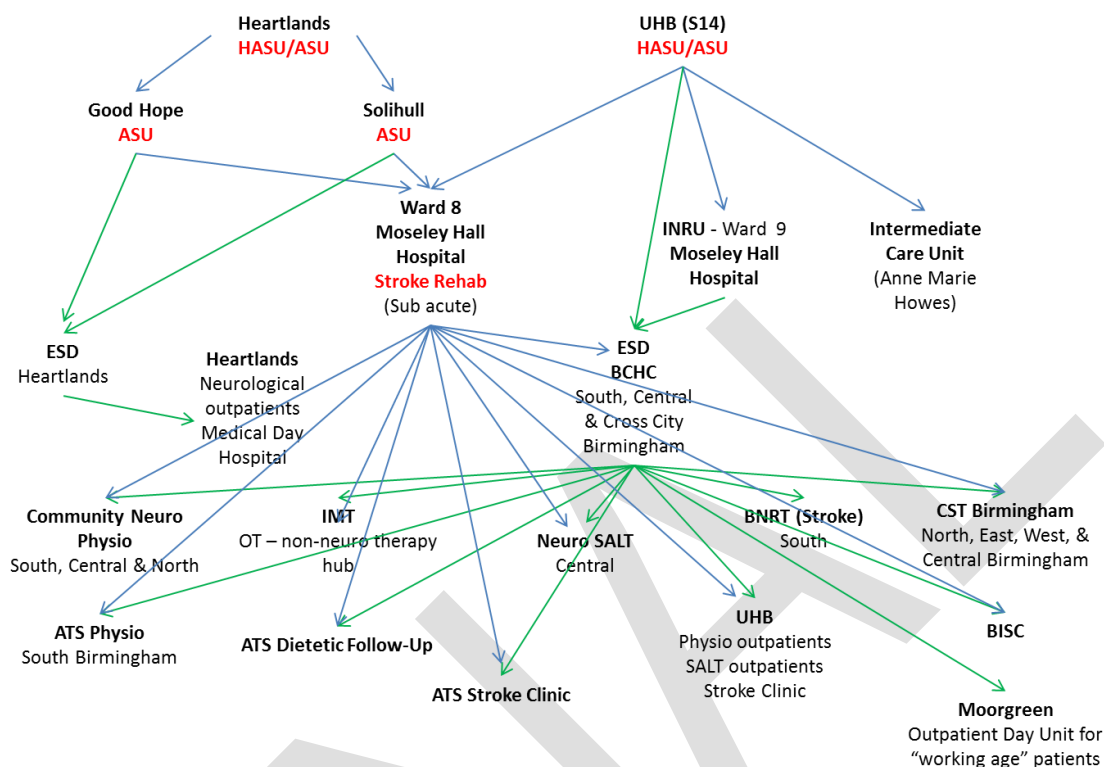 Heartlands
HASU/ASU
UHB (S14)
HASU/ASU
Good Hope
ASU
Solihull
ASU
Ward 8
Moseley Hall
Hospital
Stroke Rehab
(Sub acute)
INRU - Ward 9
Moseley Hall
Hospital
Intermediate
Care Unit
(Anne Marie
Howes)
ESD
Heartlands
Heartlands
Neurological
outpatients
Medical Day
Hospital
ESD
BCHC
South, Central
& Cross City
Birmingham
Community Neuro
Physio
South, Central & North
IMT
OT – non-neuro therapy
hub
Neuro SALT
Central
BNRT (Stroke)
South
CST Birmingham
North, East, West, &
Central Birmingham
ATS Physio
South Birmingham
ATS Dietetic Follow-Up
ATS Stroke Clinic
UHB
Physio outpatients
SALT outpatients
Stroke Clinic
BISC
Moorgreen
Outpatient Day Unit for
“working age” patients